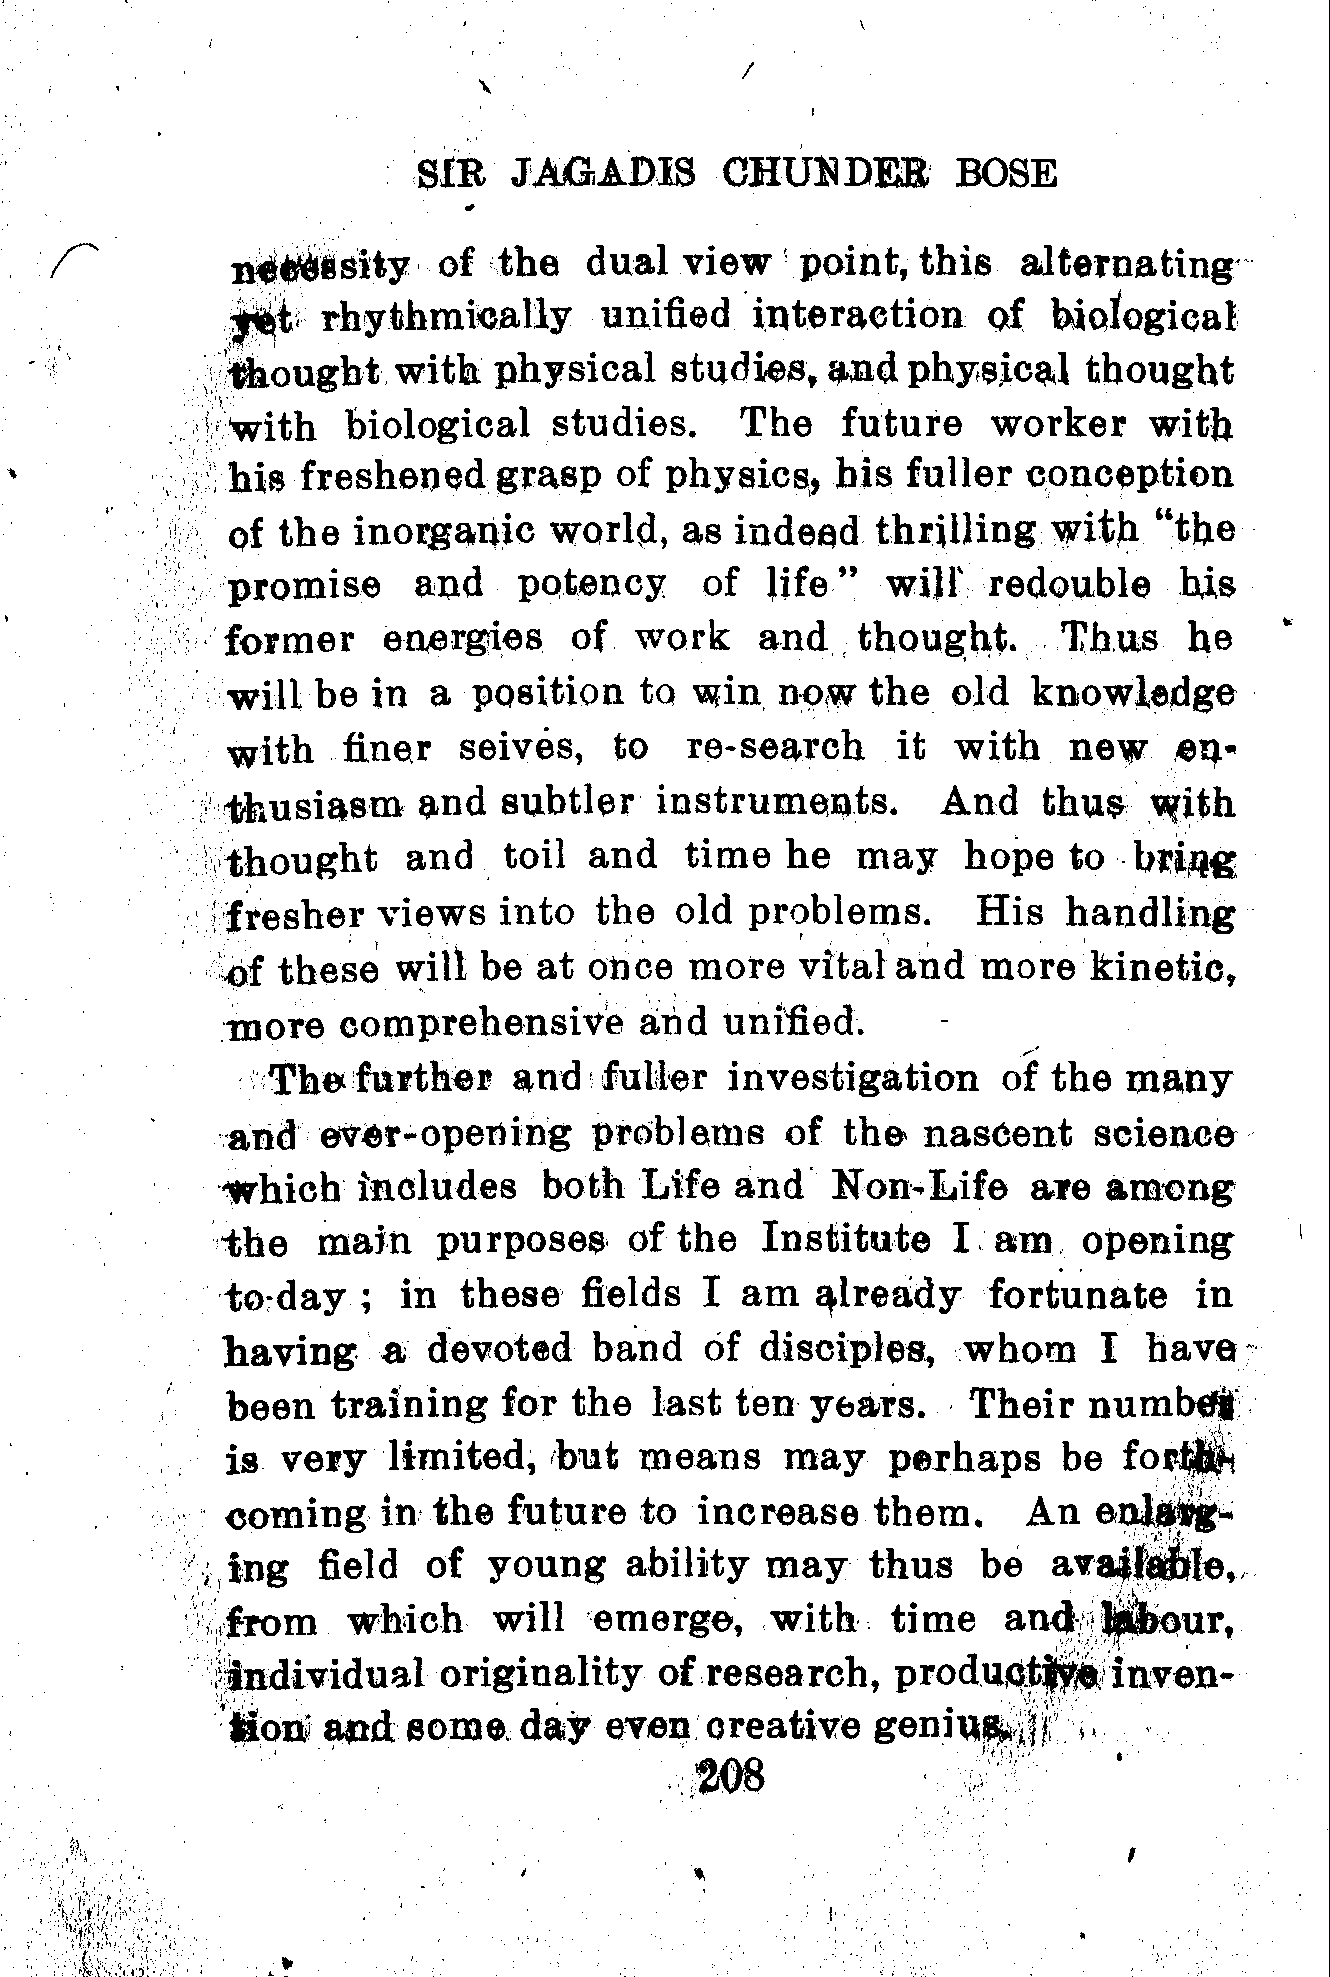 SIR JAGADIS CHUNDER BOSE
necessity of the dual view point, this alternating
yet rhythmically unified interaction of biological
thought with physical studies, and physical thought
with biological studies. The future worker with
his freshened grasp of physics, his fuller conception
of the inorganic world, as indeed thrilling with "the
promise and potency of life" will redouble his
former energies of work and thought. Thus he
will be in a position to win now the old knowledge
with finer seives, to re-search it with new en-
thusiasm and subtler instruments. And thus with
thought and toil and time he may hope to bring
fresher views into the old problems. His handling
of these will be at once more vital and more kinetic,
more comprehensive and unified.
The further and fuller investigation of the many
and ever-opening problems of the nascent science
which includes both Life and Non-Life are among
the main purposes of the Institute I am opening
to-day ; in these fields I am already fortunate in
having a devoted band of disciples, whom I have
been training for the last ten years. Their number
is very limited, but means may perhaps be forth-
coming in the future to increase them. An enlarg-
ing field of young ability may thus be available,
from which will emerge, with time and labour,
individual originality of research, productive inven-
tion and some day even creative genius.
208